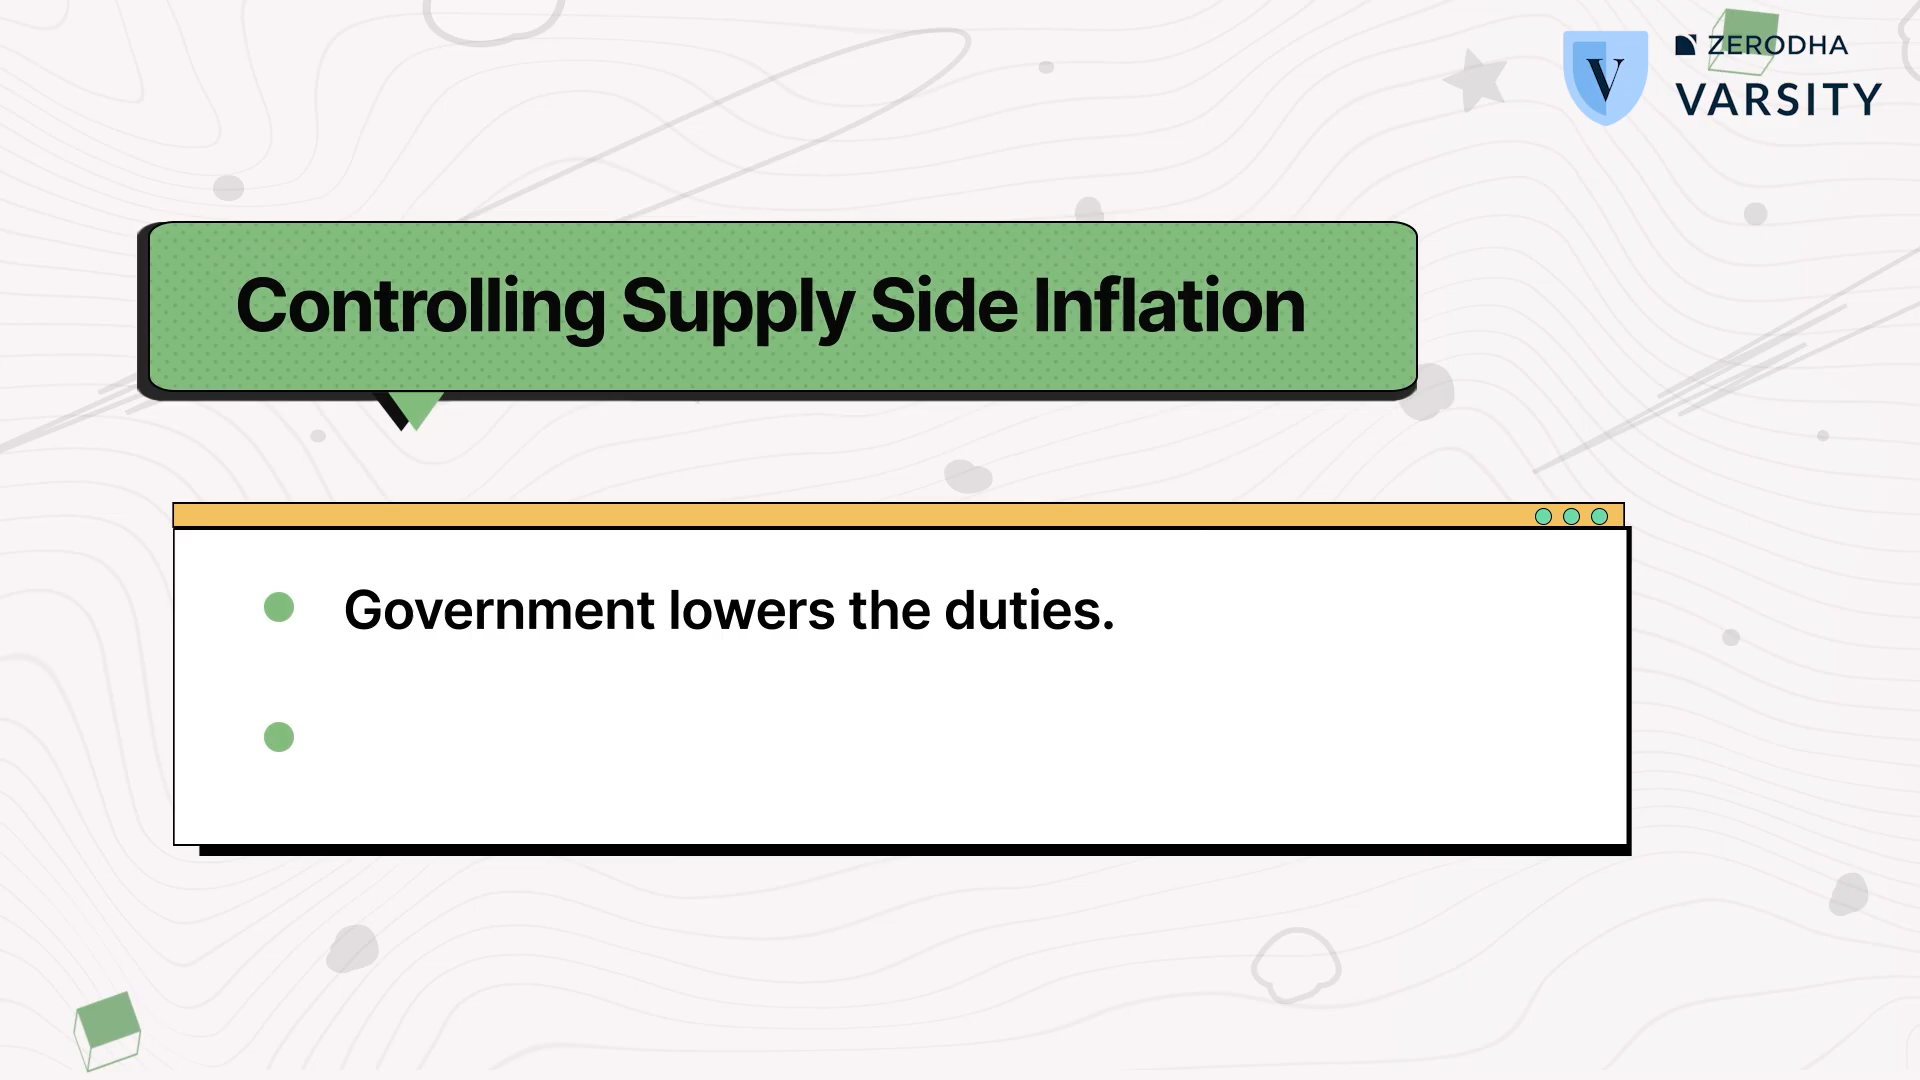 ZERODHA
V
VARSITY
Controlling Supply Side Inflation
Government lowers the duties.